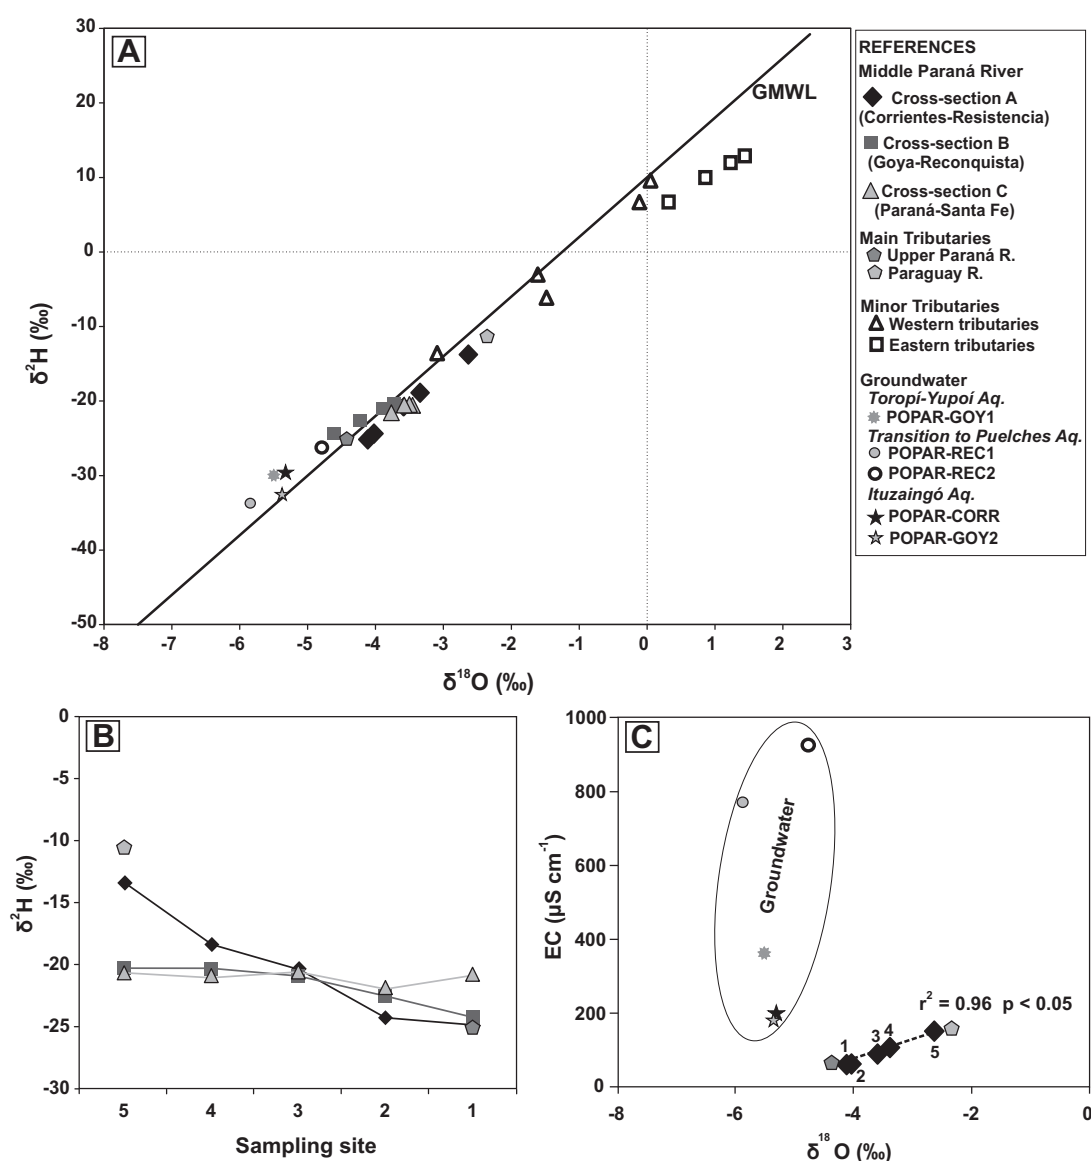 A
GMWL
30
20
10
0
-10
-20
-30
-40
-50
-8 -7 -6 -5 -4 -3 -2 -1 0 1 2 3
δ²H (‰)
δ¹⁸O (‰)
REFERENCES
Middle Paraná River
Cross-section A
(Corrientes-Resistencia)
Cross-section B
(Goya-Reconquista)
Cross-section C
(Paraná-Santa Fe)
Main Tributaries
Upper Paraná R.
Paraguay R.
Minor Tributaries
Western tributaries
Eastern tributaries
Groundwater
Toropí-Yupoí Aq.
POPAR-GOY1
Transition to Puelches Aq.
POPAR-REC1
POPAR-REC2
Ituzaingó Aq.
POPAR-CORR
POPAR-GOY2
B
0
-5
-10
-15
-20
-25
-30
5 4 3 2 1
δ²H (‰)
Sampling site
C
1000
800
600
400
200
0
-8 -6 -4 -2 0
EC (µS cm⁻¹)
δ¹⁸O (‰)
Groundwater
r² = 0.96 p < 0.05
1
2
3
4
5